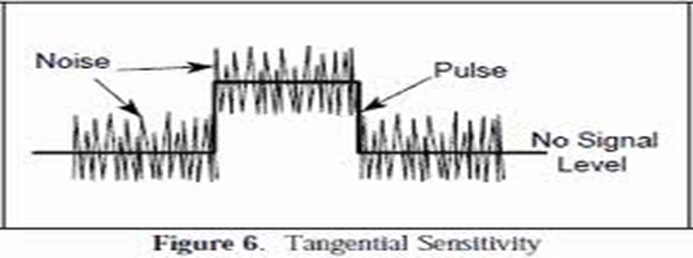 Noise
Pulse
No Signal
Level
Figure 6. Tangential Sensitivity